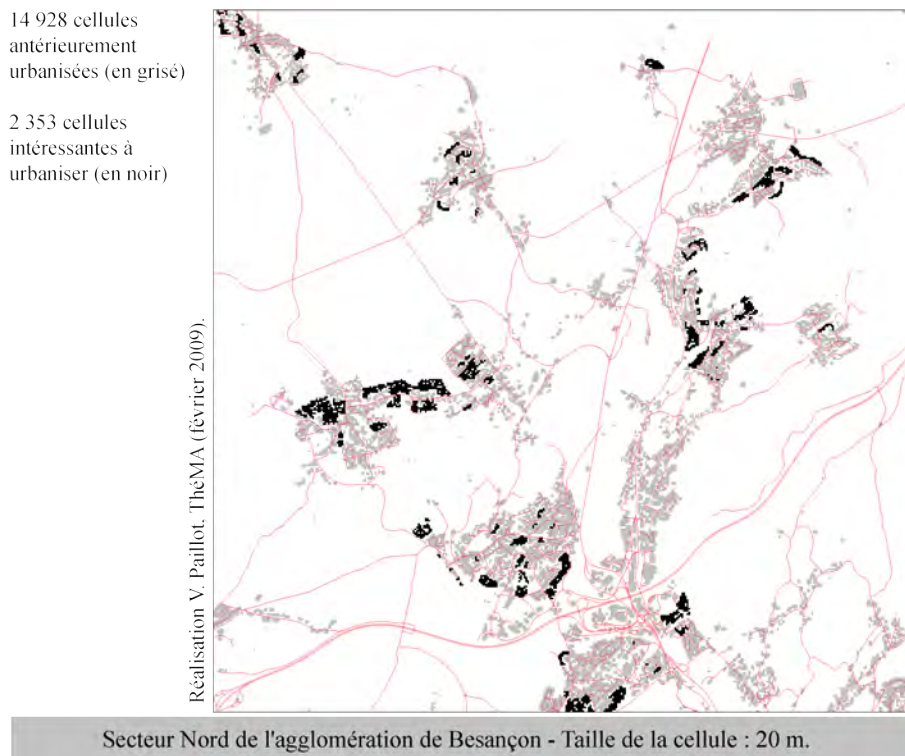 14 928 cellules
antérieurement
urbanisées (en grisé)
2 353 cellules
intéressantes à
urbaniser (en noir)
Réalisation V. Paillot, ThéMA (février 2009).
Secteur Nord de l'agglomération de Besançon - Taille de la cellule : 20 m.